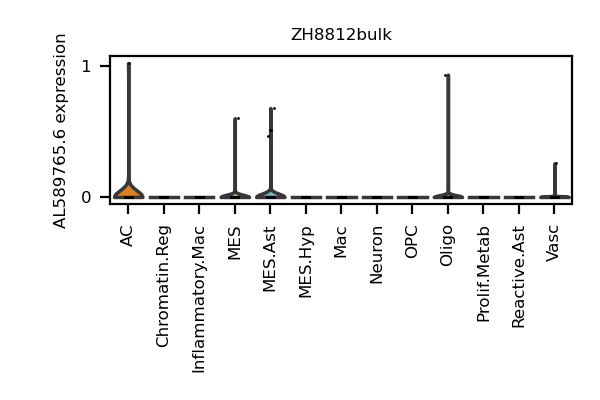 ZH8812bulk
AL589765.6 expression
1
0
AC
Chromatin.Reg
Inflammatory.Mac
MES
MES.Ast
MES.Hyp
Mac
Neuron
OPC
Oligo
Prolif.Metab
Reactive.Ast
Vasc